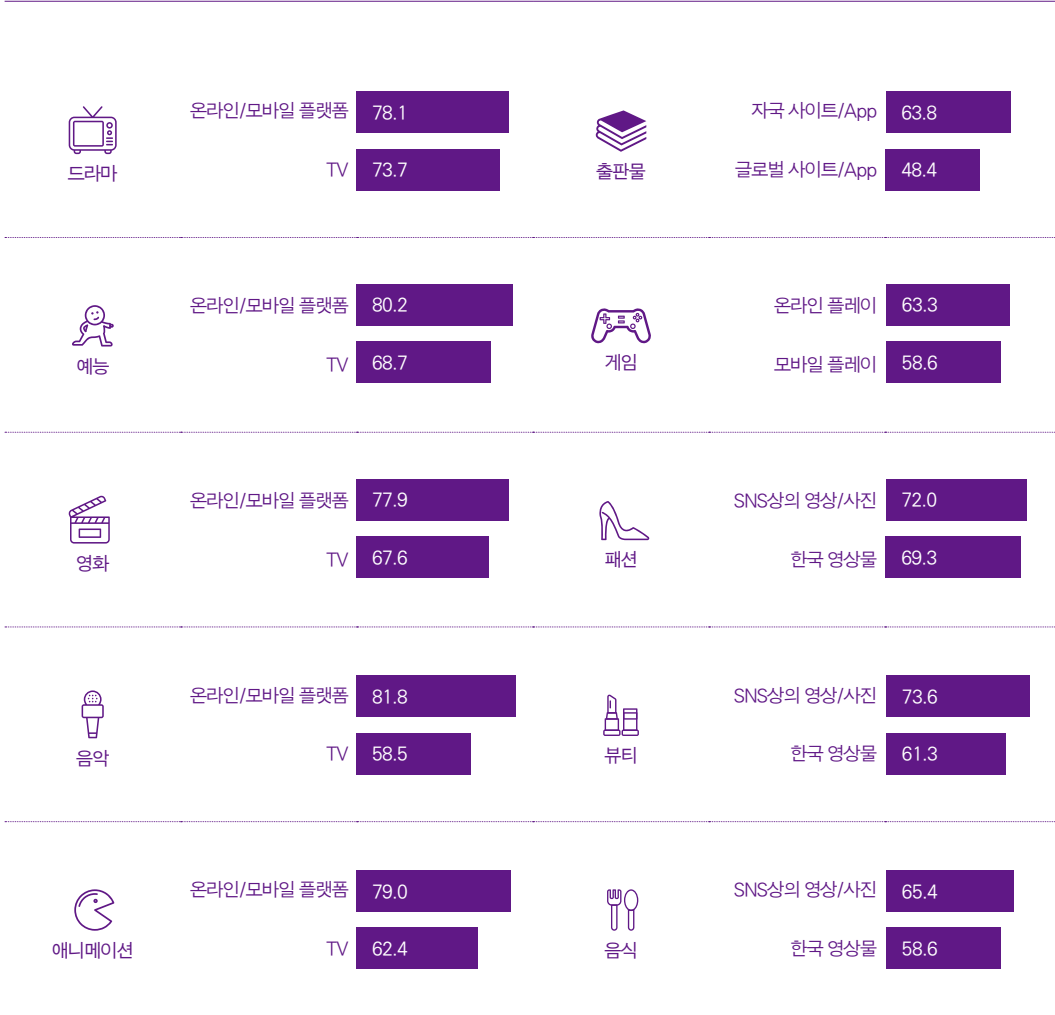 드라마
온라인/모바일 플랫폼 78.1
TV 73.7
출판물
자국 사이트/App 63.8
글로벌 사이트/App 48.4
예능
온라인/모바일 플랫폼 80.2
TV 68.7
게임
온라인 플레이 63.3
모바일 플레이 58.6
영화
온라인/모바일 플랫폼 77.9
TV 67.6
패션
SNS상의 영상/사진 72.0
한국 영상물 69.3
음악
온라인/모바일 플랫폼 81.8
TV 58.5
뷰티
SNS상의 영상/사진 73.6
한국 영상물 61.3
애니메이션
온라인/모바일 플랫폼 79.0
TV 62.4
음식
SNS상의 영상/사진 65.4
한국 영상물 58.6